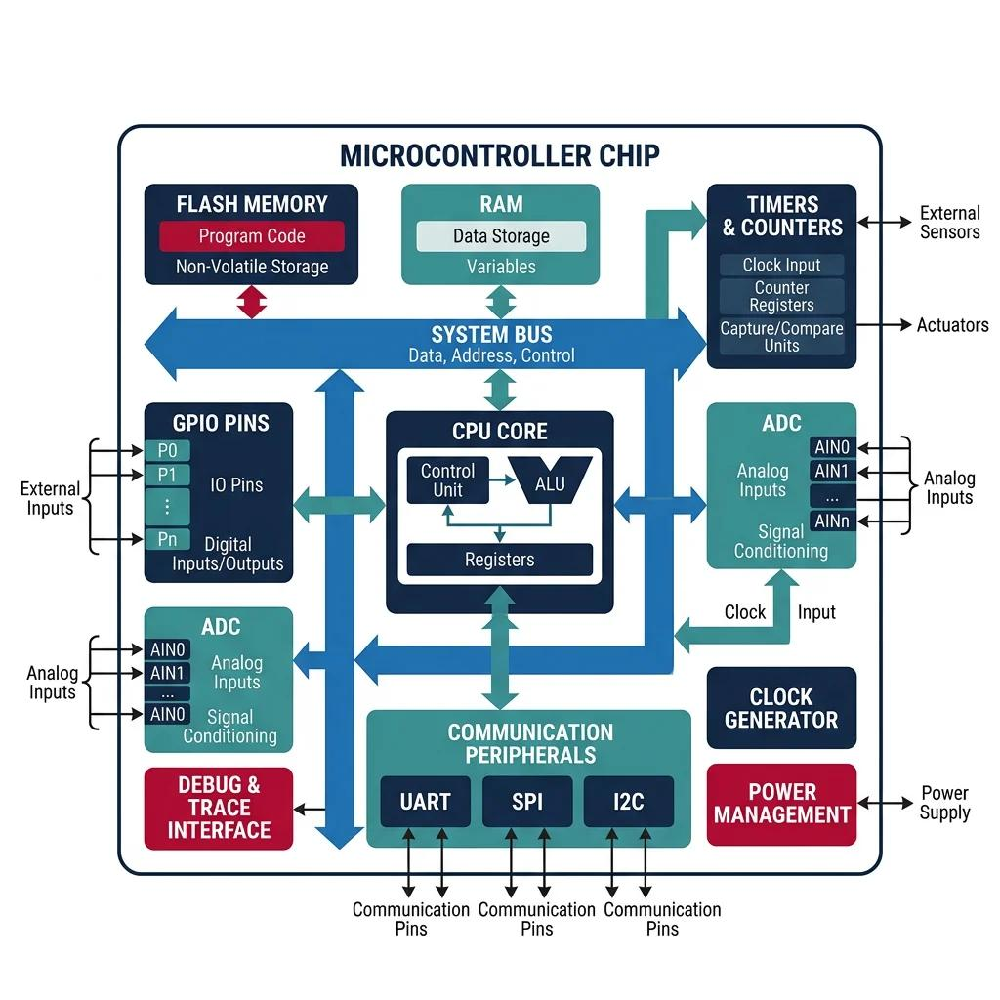 MICROCONTROLLER CHIP
FLASH MEMORY
Program Code
Non-Volatile Storage
RAM
Data Storage
Variables
TIMERS
& COUNTERS
Clock Input
Counter
Registers
Capture/Compare
Units
External
Sensors
Actuators
SYSTEM BUS
Data, Address, Control
GPIO PINS
P0
P1
⋮
Pn
IO Pins
Digital
Inputs/Outputs
External
Inputs
CPU CORE
Control
Unit
ALU
Registers
ADC
AIN0
AIN1
...
AINn
Analog
Inputs
Signal
Conditioning
Analog
Inputs
Clock Input
ADC
AIN0
AIN1
...
AIN0
Analog
Inputs
Signal
Conditioning
Analog
Inputs
CLOCK
GENERATOR
COMMUNICATION
PERIPHERALS
UART
SPI
I2C
DEBUG &
TRACE
INTERFACE
POWER
MANAGEMENT
Power
Supply
Communication
Pins
Communication
Pins
Communication
Pins